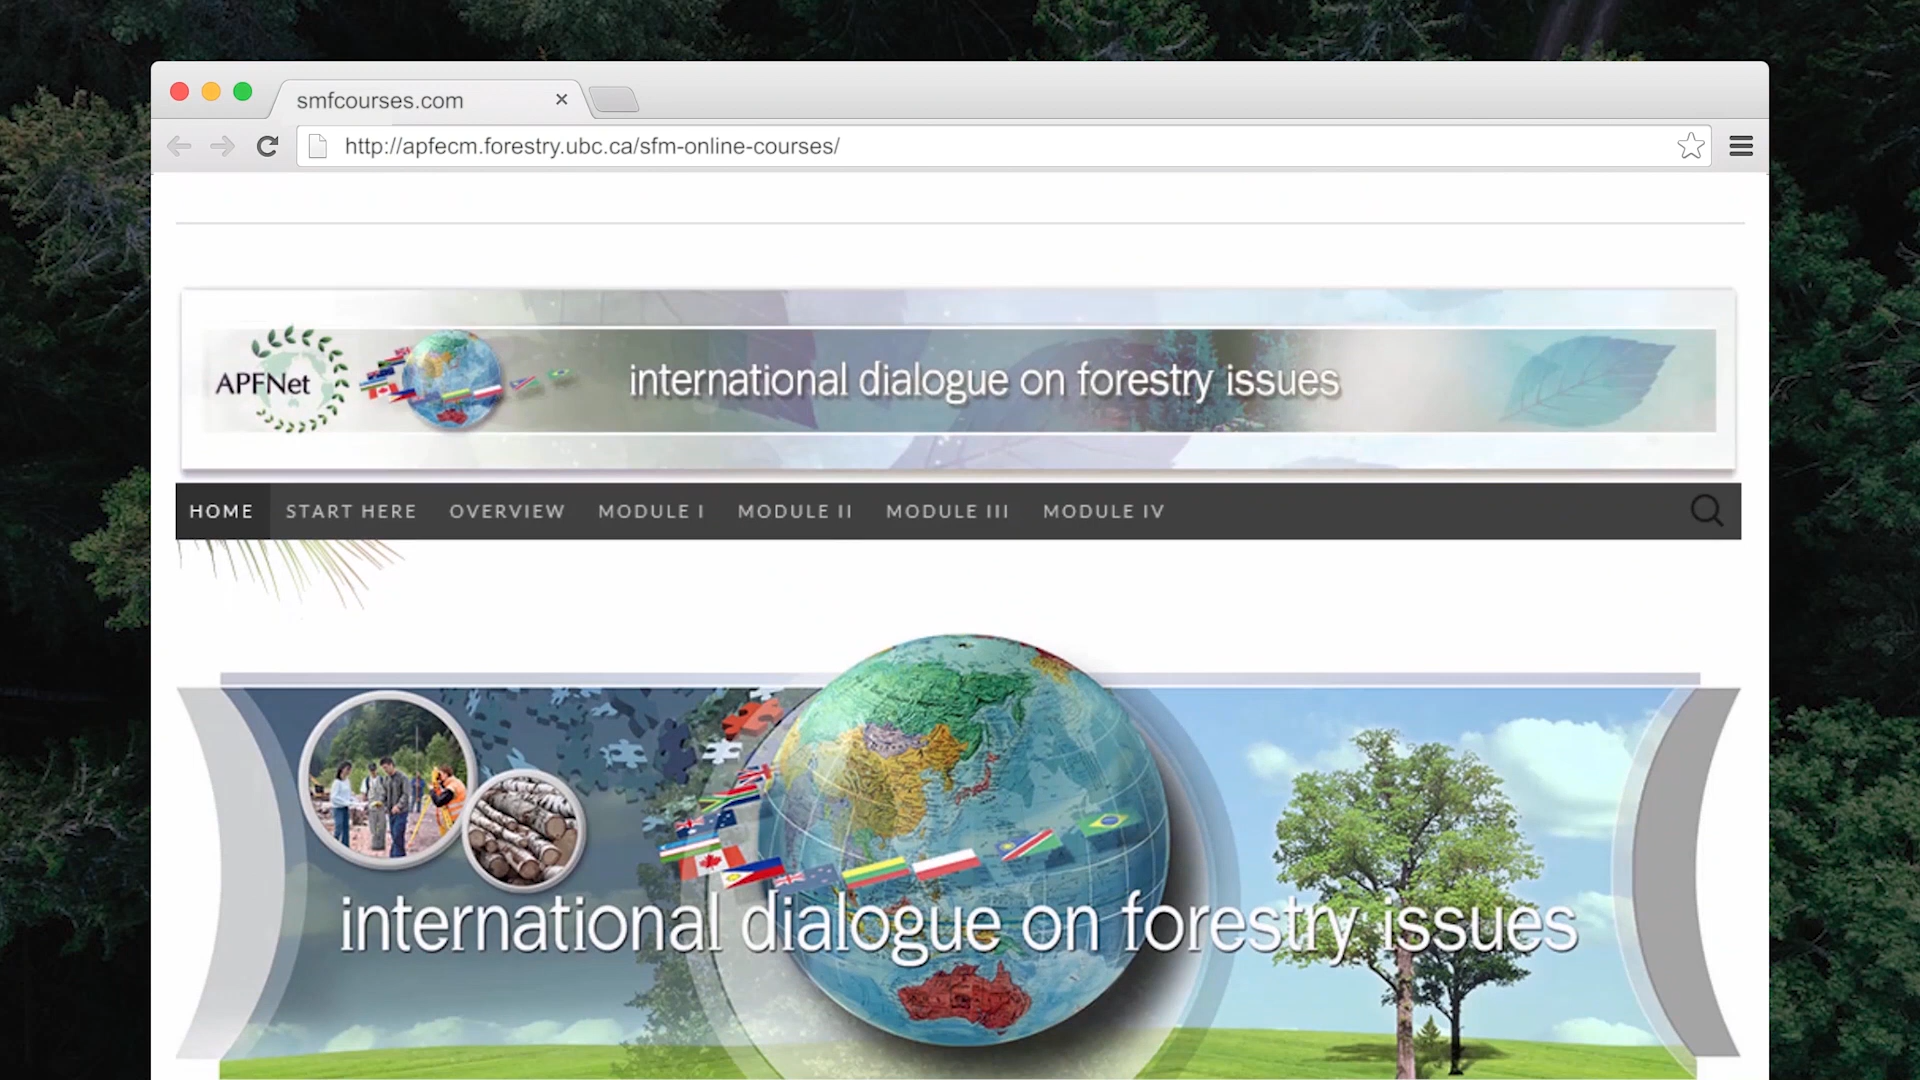 smfcourses.com
http://apfecm.forestry.ubc.ca/sfm-online-courses/
APFNet
international dialogue on forestry issues
HOME START HERE OVERVIEW MODULE I MODULE II MODULE III MODULE IV
international dialogue on forestry issues